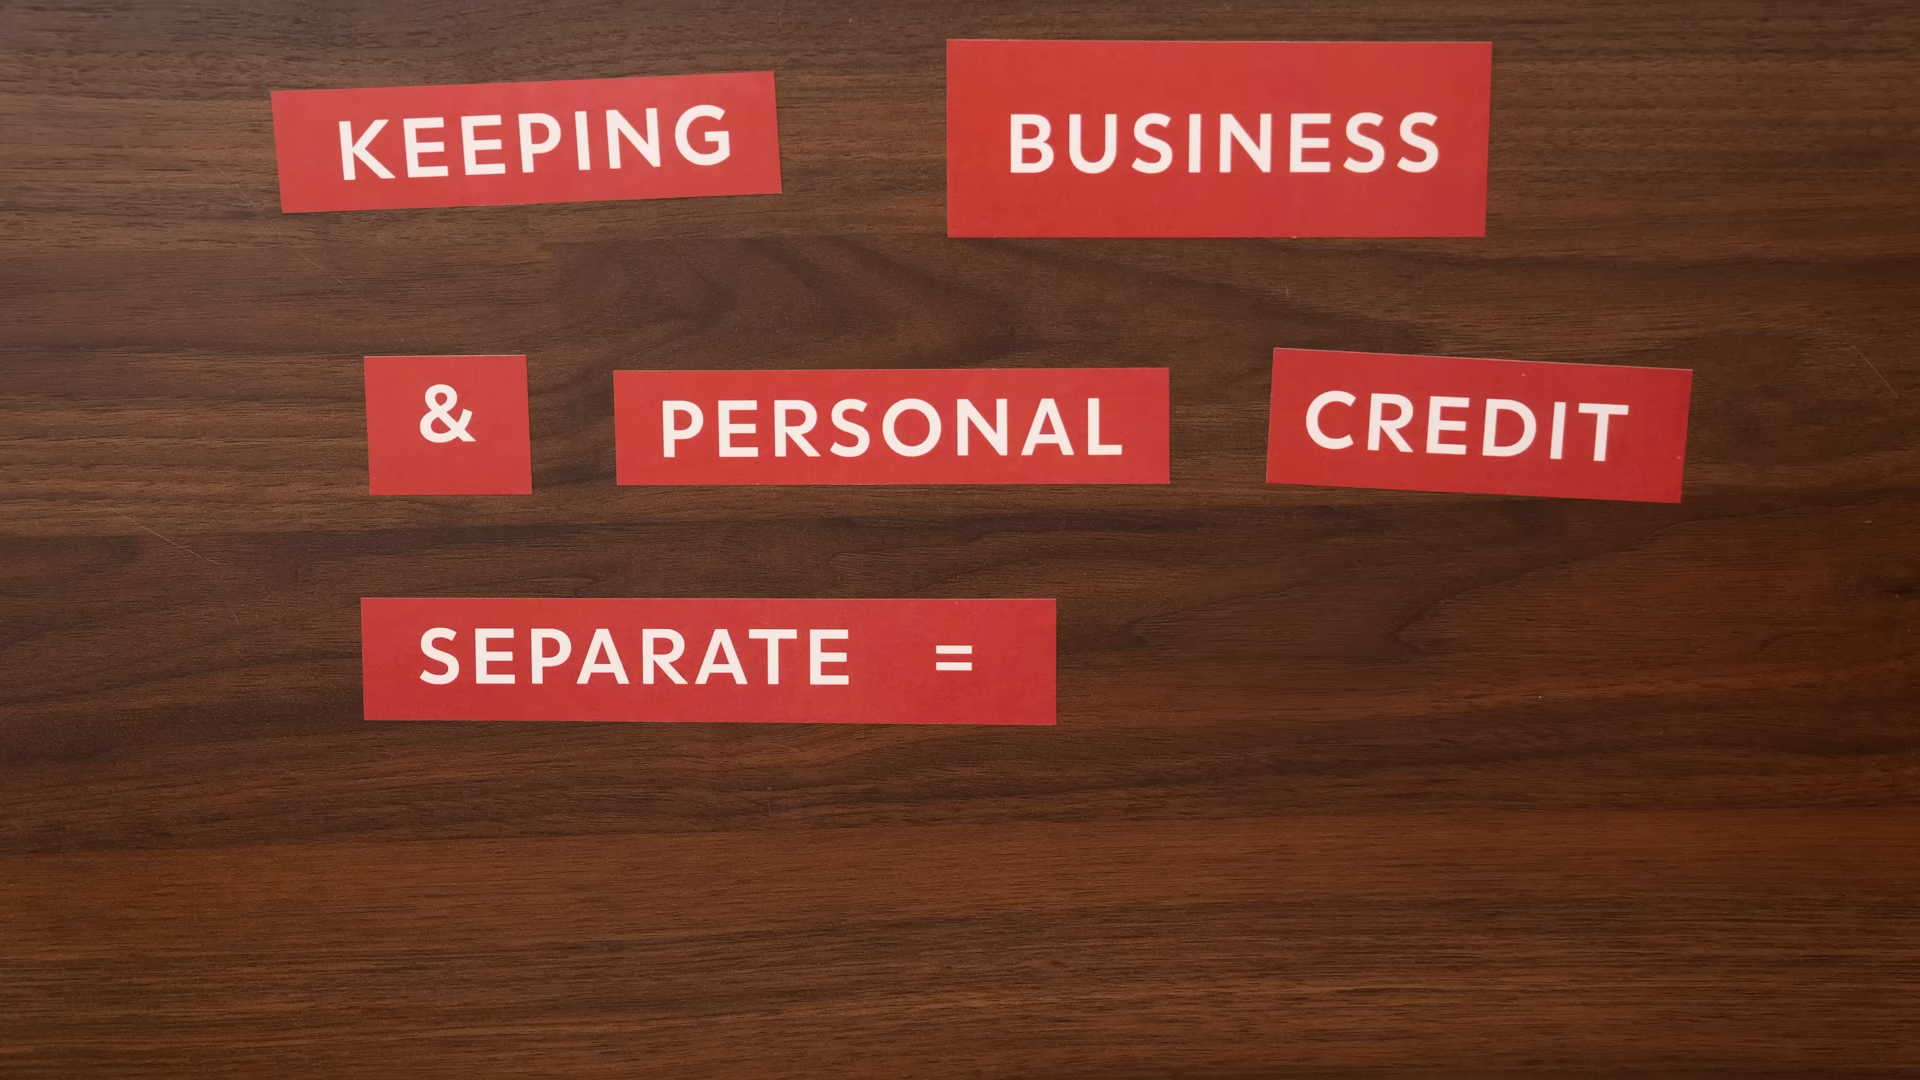 KEEPING BUSINESS
& PERSONAL CREDIT
SEPARATE =